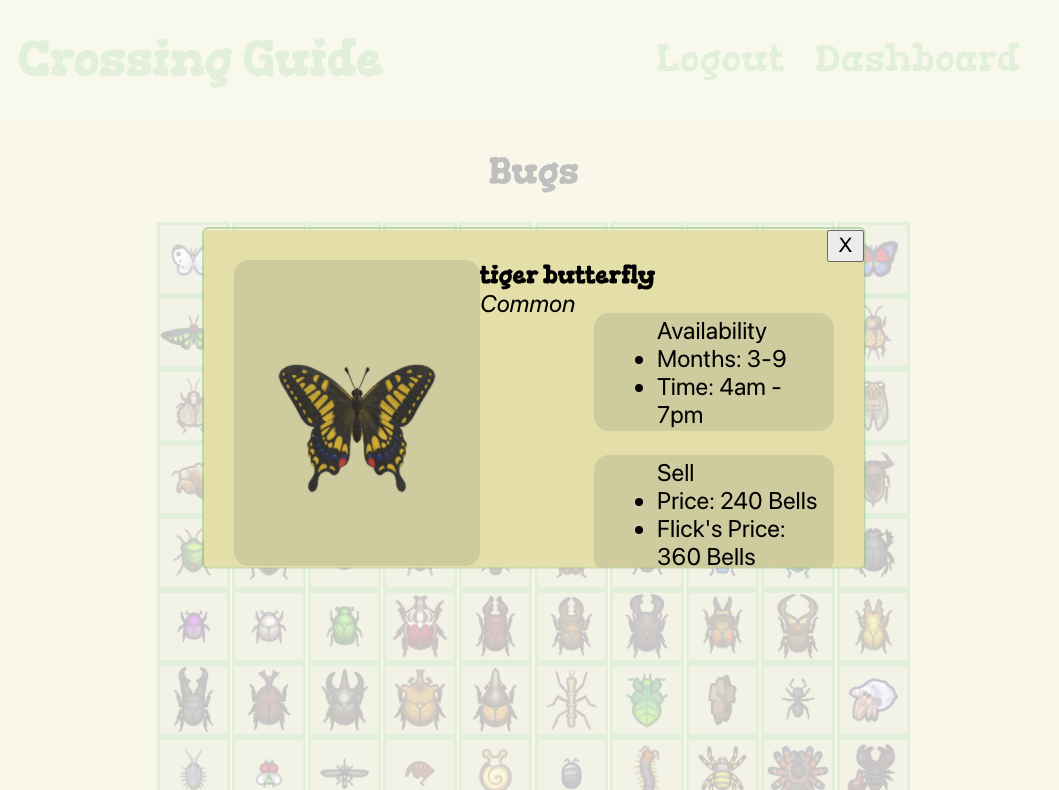 Crossing Guide
Logout Dashboard
Bugs
X
tiger butterfly
Common
Availability
• Months: 3-9
• Time: 4am -
7pm
Sell
• Price: 240 Bells
• Flick's Price:
360 Bells